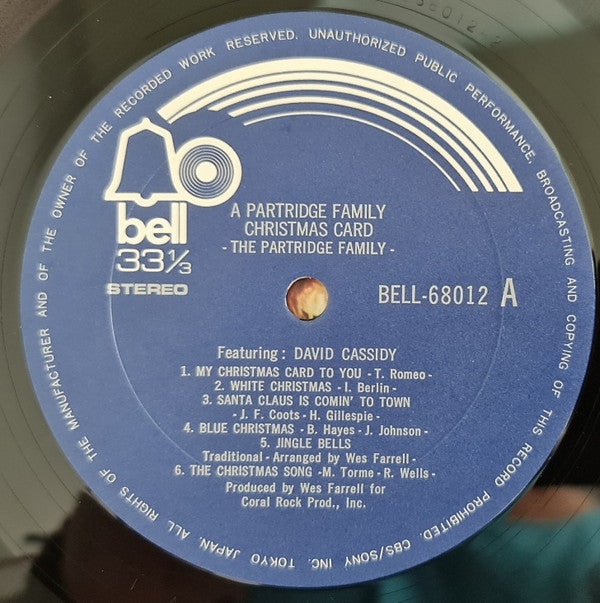 ALL RIGHTS OF THE MANUFACTURER AND OF THE OWNER OF THE RECORDED WORK RESERVED. UNAUTHORIZED PUBLIC PERFORMANCE, BROADCASTING AND COPYING OF THIS RECORD PROHIBITED CBS/SONY INC. TOKYO JAPAN.
bell
33⅓
STEREO
A PARTRIDGE FAMILY
CHRISTMAS CARD
- THE PARTRIDGE FAMILY -
BELL-68012 A
Featuring: DAVID CASSIDY
1. MY CHRISTMAS CARD TO YOU - T. Romeo -
2. WHITE CHRISTMAS - I. Berlin -
3. SANTA CLAUS IS COMIN' TO TOWN
- J. F. Coots - H. Gillespie -
4. BLUE CHRISTMAS - B. Hayes - J. Johnson -
5. JINGLE BELLS
Traditional - Arranged by Wes Farrell -
6. THE CHRISTMAS SONG - M. Torme - R. Wells -
Produced by Wes Farrell for
Coral Rock Prod., Inc.